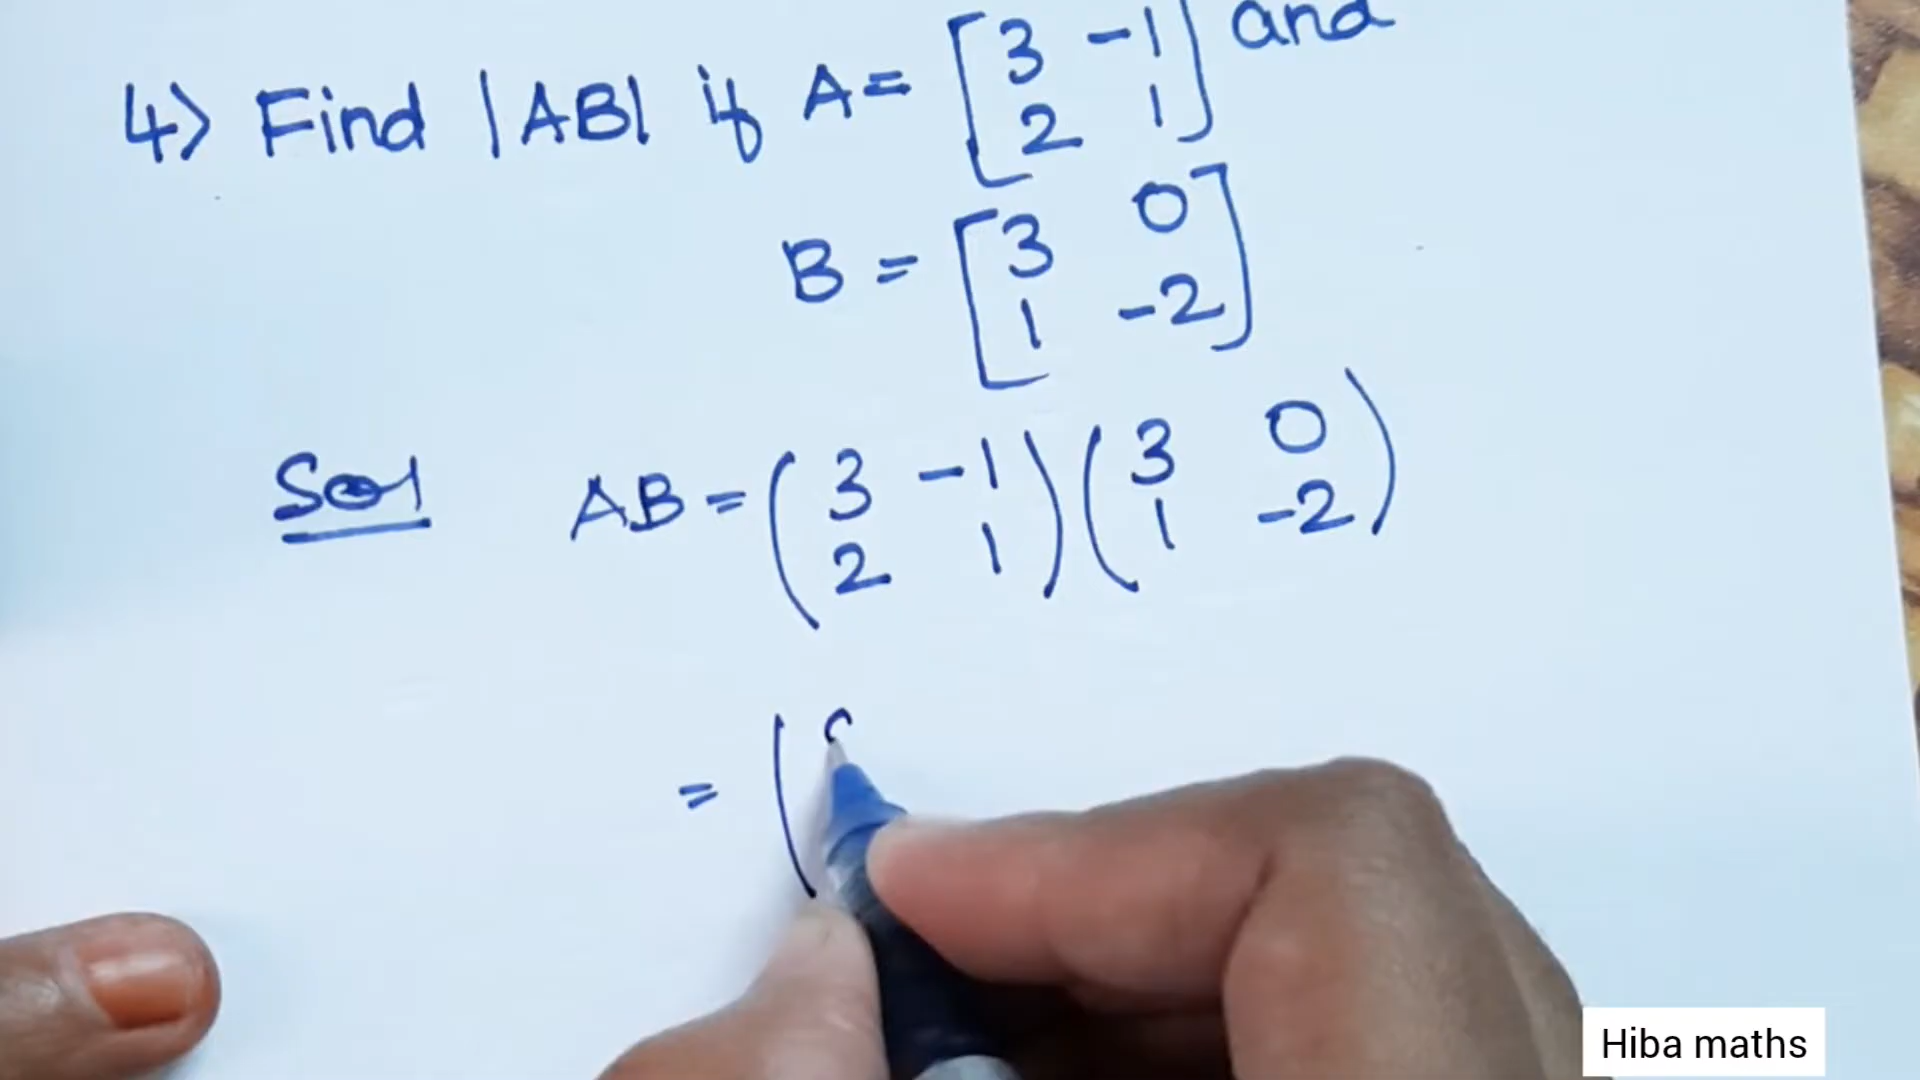 4> Find |AB| if A = [3 -1
2 1] and
B = [3 0
1 -2]
Sol AB = (3 -1
2 1) (3 0
1 -2)
= (
Hiba maths